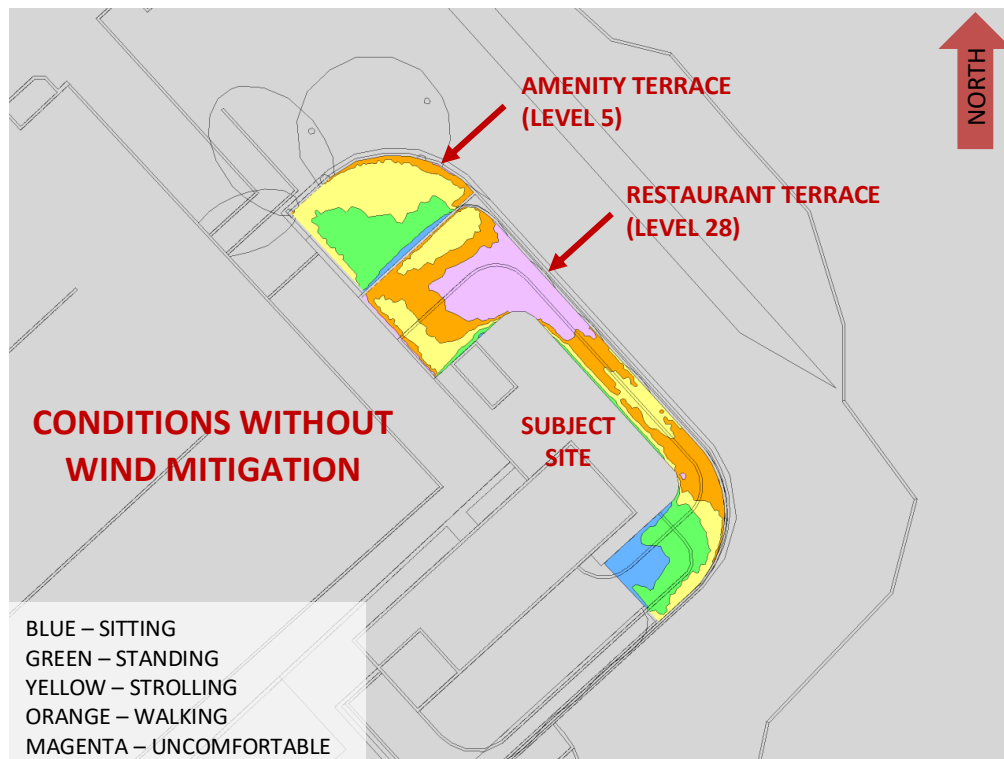 NORTH
AMENITY TERRACE
(LEVEL 5)
RESTAURANT TERRACE
(LEVEL 28)
CONDITIONS WITHOUT
WIND MITIGATION
SUBJECT
SITE
BLUE – SITTING
GREEN – STANDING
YELLOW – STROLLING
ORANGE – WALKING
MAGENTA – UNCOMFORTABLE